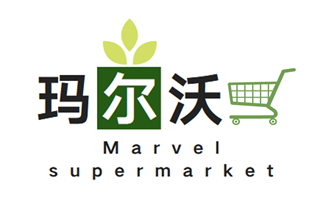 玛尔沃
Marvel
supermarket